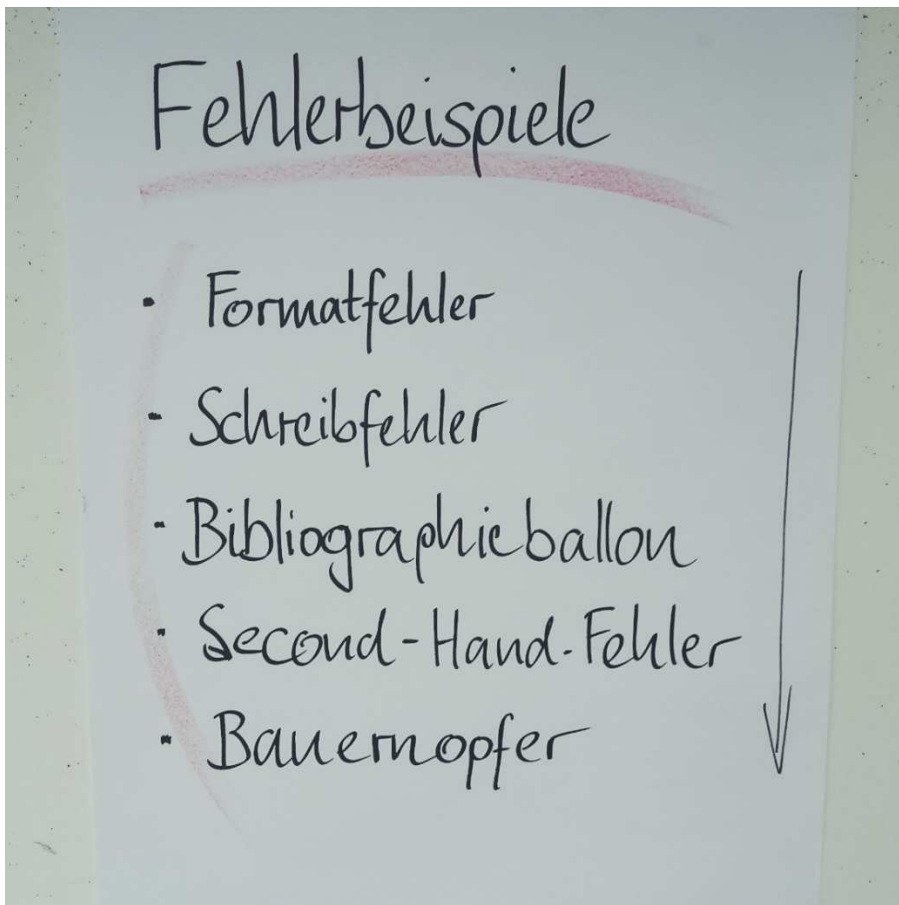 Fehlerbeispiele
· Formatfehler
- Schreibfehler
· Bibliographieballon
· Second-Hand-Fehler
· Bauernopfer